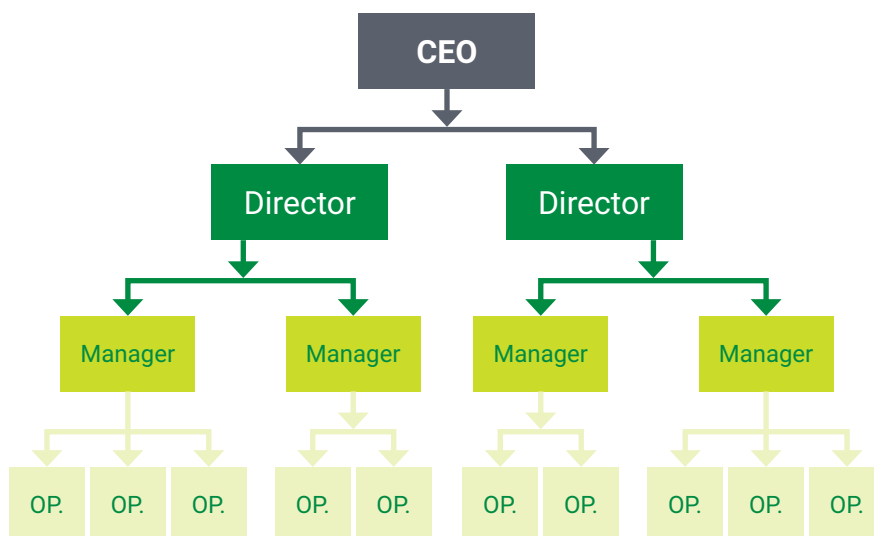 CEO
Director
Director
Manager
Manager
Manager
Manager
OP.
OP.
OP.
OP.
OP.
OP.
OP.
OP.
OP.
OP.